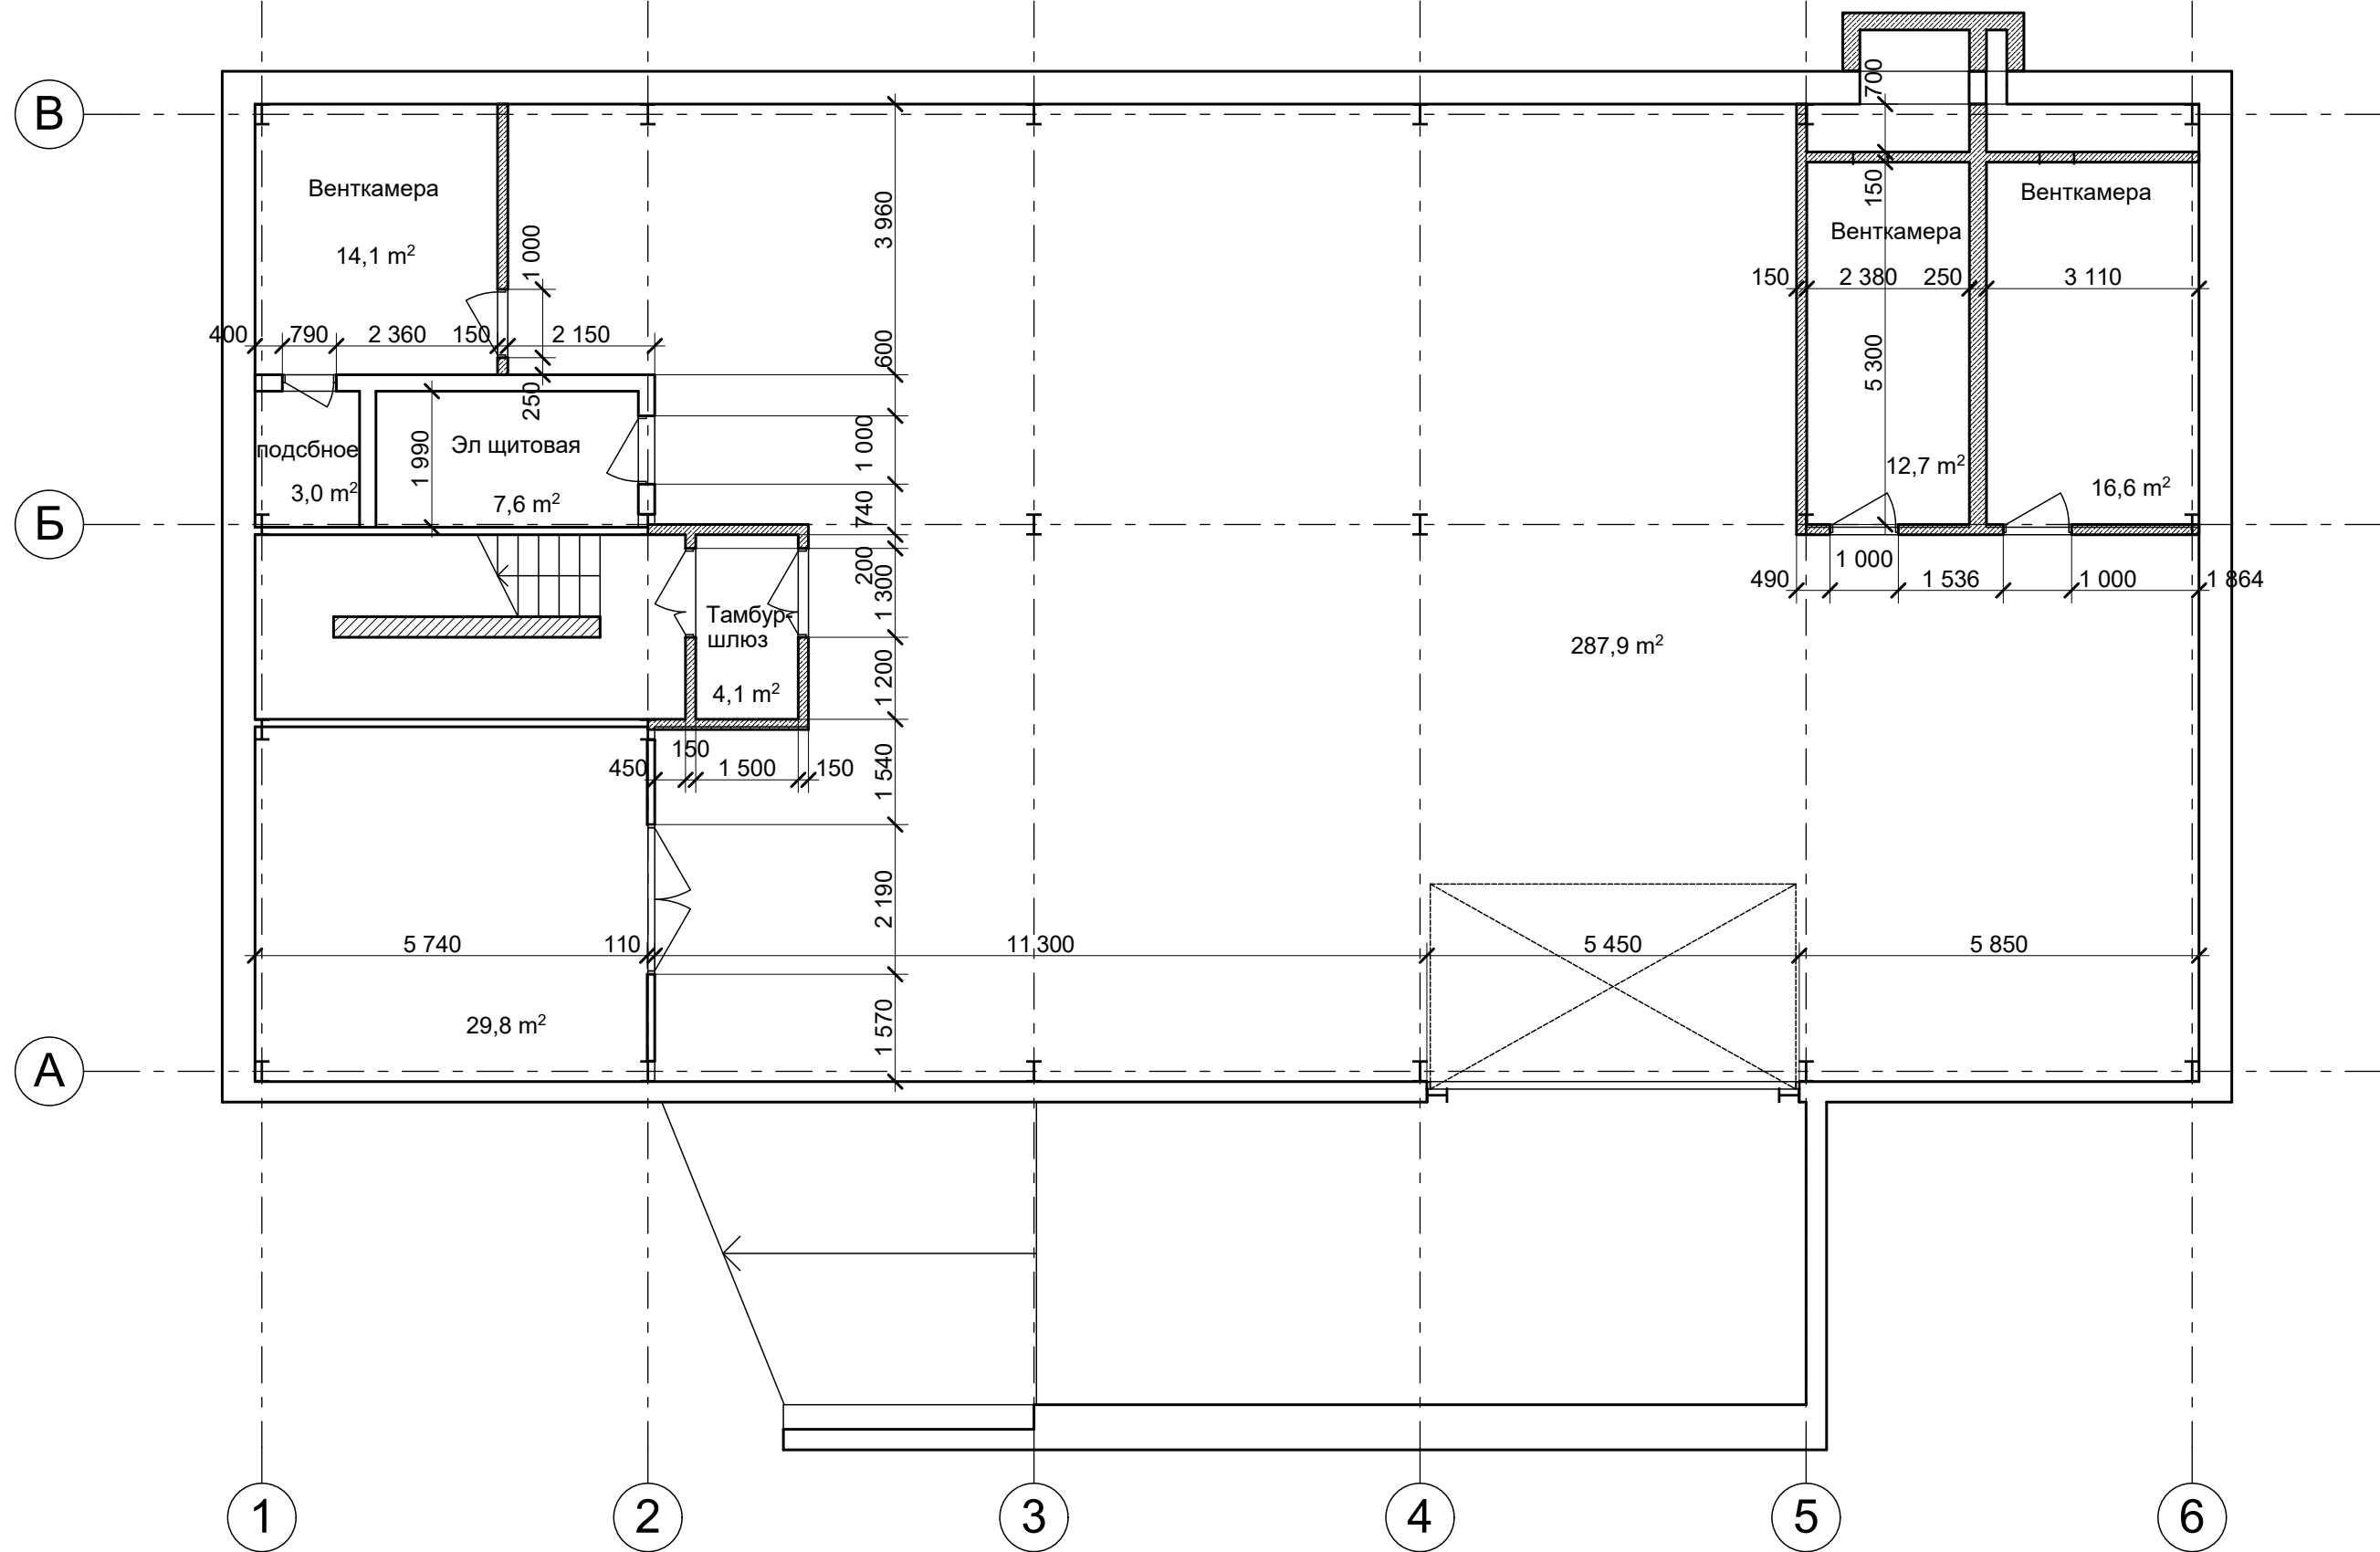 700
В
Венткамера
14,1 m²
1 000
3 960
150
Венткамера
Венткамера
150
2 380
250
3 110
400
790
2 360
150
2 150
600
5 300
250
1 990
подсбное
3,0 m²
Эл щитовая
7,6 m²
1 000
740
12,7 m²
16,6 m²
Б
200
1 300
1 000
490
1 536
1 000
1 864
Тамбур-
шлюз
4,1 m²
1 200
287,9 m²
150
450
1 500
150
1 540
2 190
5 740
110
11 300
5 450
5 850
29,8 m²
1 570
А
1
2
3
4
5
6